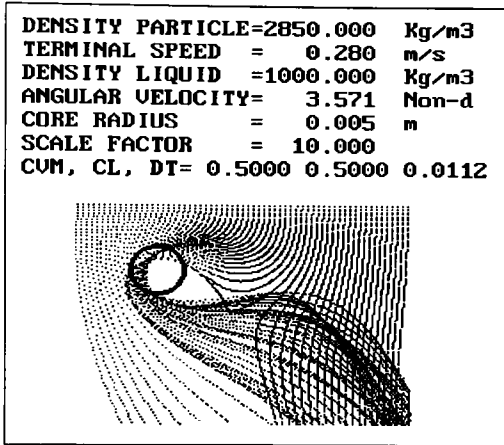 DENSITY PARTICLE=2850.000 Kg/m3
TERMINAL SPEED = 0.280 m/s
DENSITY LIQUID =1000.000 Kg/m3
ANGULAR VELOCITY= 3.571 Non-d
CORE RADIUS = 0.005 m
SCALE FACTOR = 10.000
CVM, CL, DT= 0.5000 0.5000 0.0112